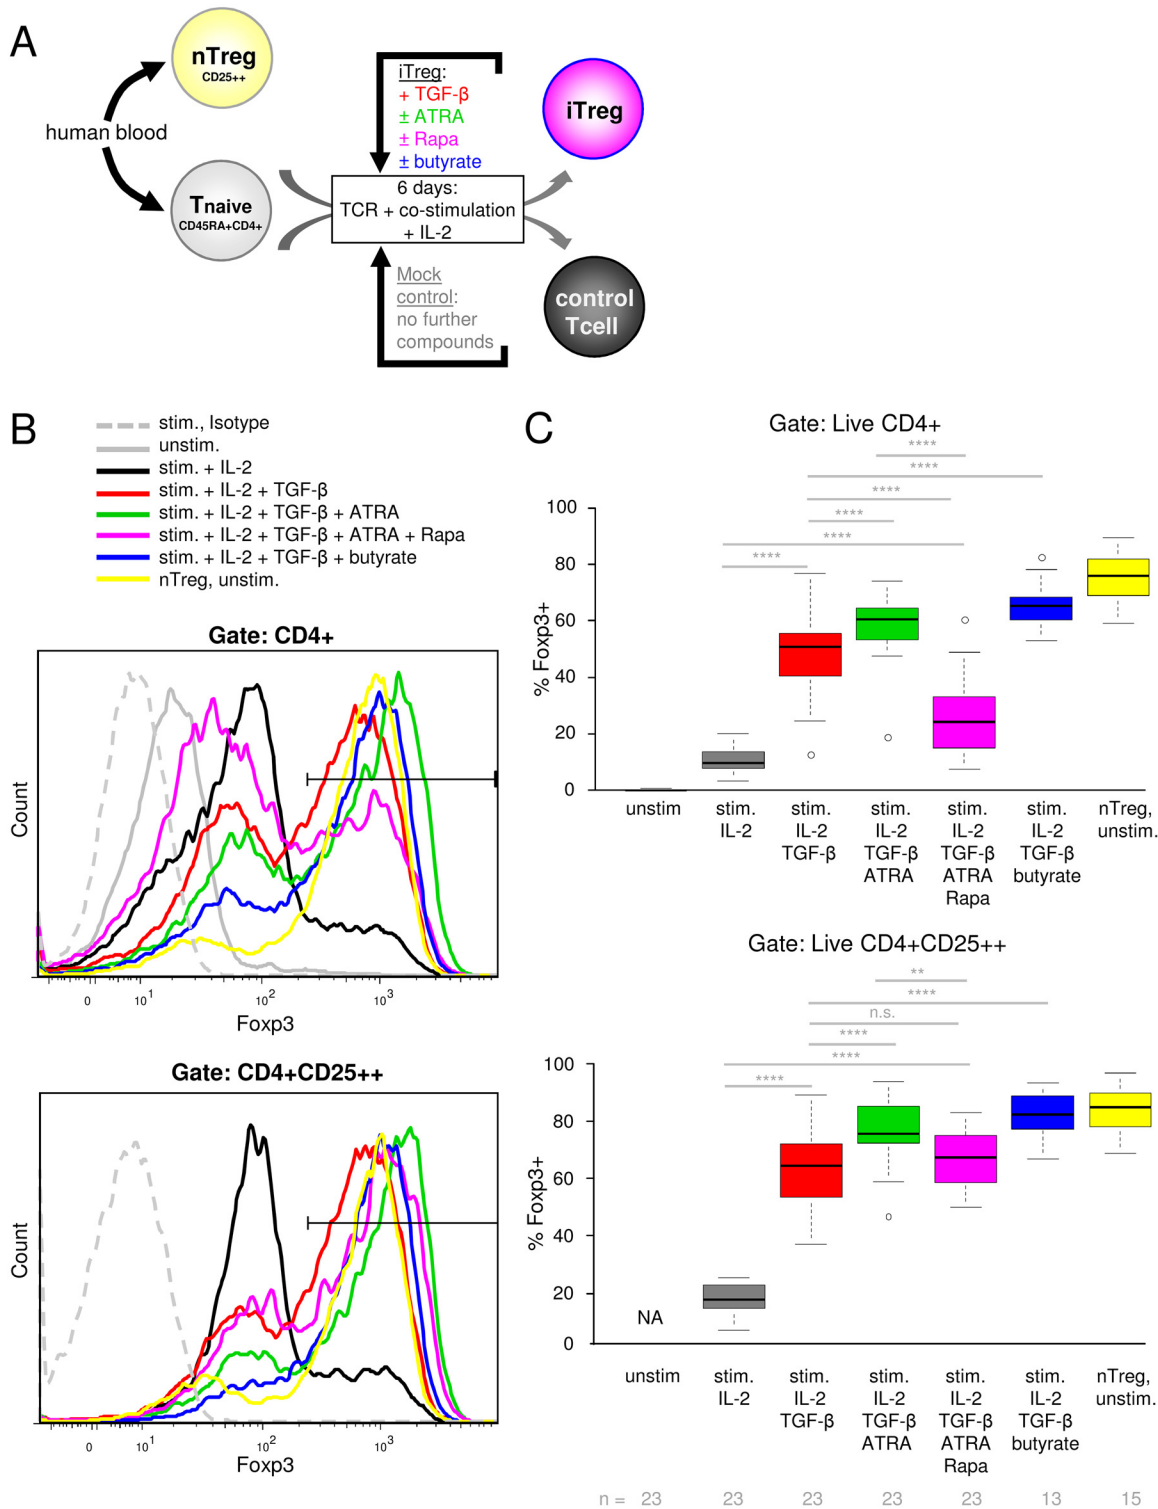 A
nTreg
CD25++
human blood
Tnaive
CD45RA+CD4+
iTreg:
+ TGF-β
± ATRA
± Rapa
± butyrate
6 days:
TCR + co-stimulation
+ IL-2
Mock
control:
no further
compounds
iTreg
control
Tcell
B
stim., Isotype
unstim.
stim. + IL-2
stim. + IL-2 + TGF-β
stim. + IL-2 + TGF-β + ATRA
stim. + IL-2 + TGF-β + ATRA + Rapa
stim. + IL-2 + TGF-β + butyrate
nTreg, unstim.
Gate: CD4+
Count
0 10¹ 10² 10³
Foxp3
Gate: CD4+CD25++
Count
0 10¹ 10² 10³
Foxp3
C
Gate: Live CD4+
****
****
****
****
****
****
% Foxp3+
100
80
60
40
20
0
unstim stim. stim. stim. stim. stim. nTreg,
IL-2 IL-2 IL-2 IL-2 IL-2 unstim.
TGF-β TGF-β TGF-β TGF-β
ATRA ATRA butyrate
Rapa
Gate: Live CD4+CD25++
**
****
n.s.
****
****
****
% Foxp3+
100
80
60
40
20
0
NA
unstim stim. stim. stim. stim. stim. nTreg,
IL-2 IL-2 IL-2 IL-2 IL-2 unstim.
TGF-β TGF-β TGF-β TGF-β
ATRA ATRA butyrate
Rapa
n = 23 23 23 23 23 13 15